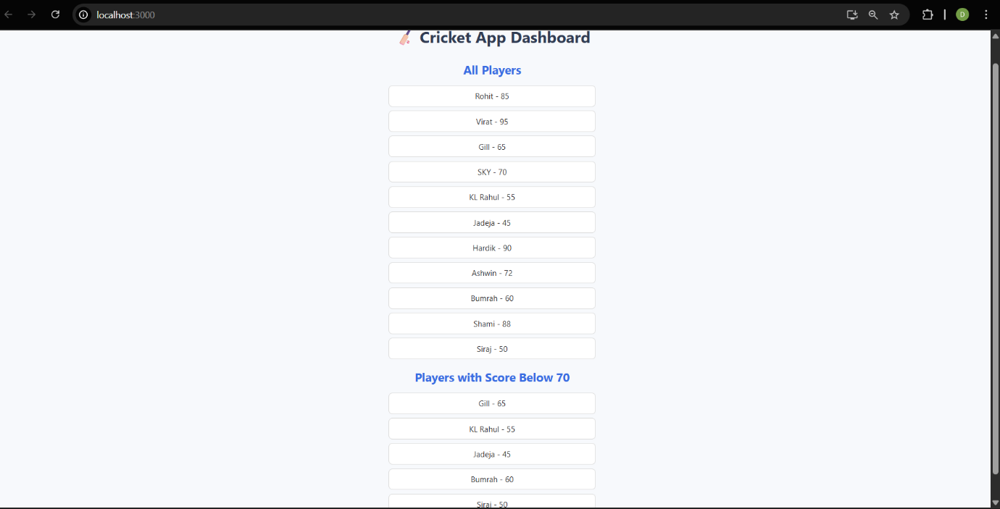 localhost:3000
D
Cricket App Dashboard
All Players
Rohit - 85
Virat - 95
Gill - 65
SKY - 70
KL Rahul - 55
Jadeja - 45
Hardik - 90
Ashwin - 72
Bumrah - 60
Shami - 88
Siraj - 50
Players with Score Below 70
Gill - 65
KL Rahul - 55
Jadeja - 45
Bumrah - 60
Siraj - 50